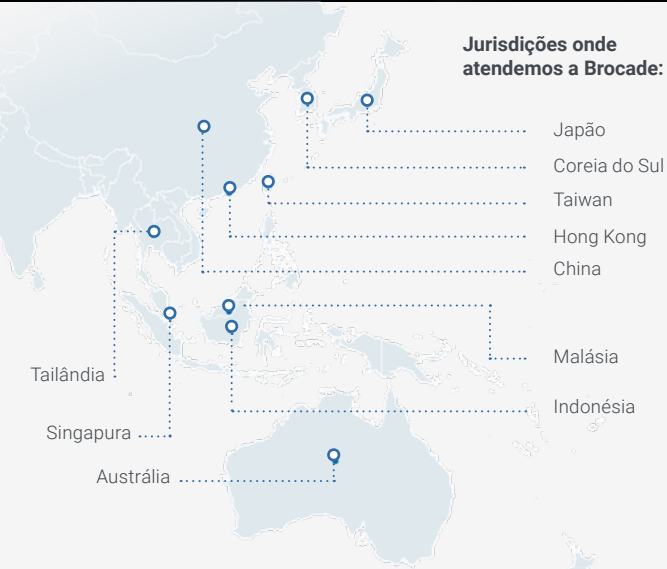 Jurisdições onde
atendemos a Brocade:
Japão
Coreia do Sul
Taiwan
Hong Kong
China
Malásia
Indonésia
Tailândia
Singapura
Austrália